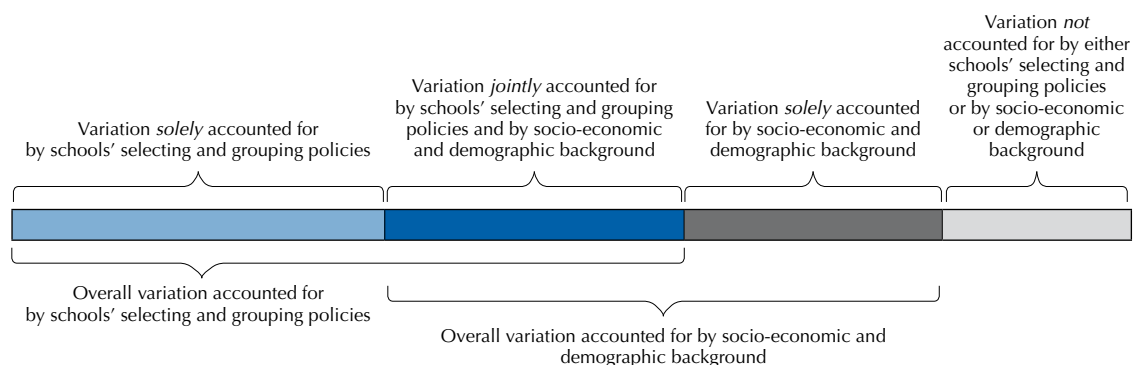 Variation solely accounted for
by schools’ selecting and grouping policies
Variation jointly accounted for
by schools’ selecting and grouping
policies and by socio-economic
and demographic background
Variation solely accounted
for by socio-economic and
demographic background
Variation not
accounted for by either
schools’ selecting and
grouping policies
or by socio-economic
or demographic
background
Overall variation accounted for
by schools’ selecting and grouping policies
Overall variation accounted for by socio-economic and
demographic background